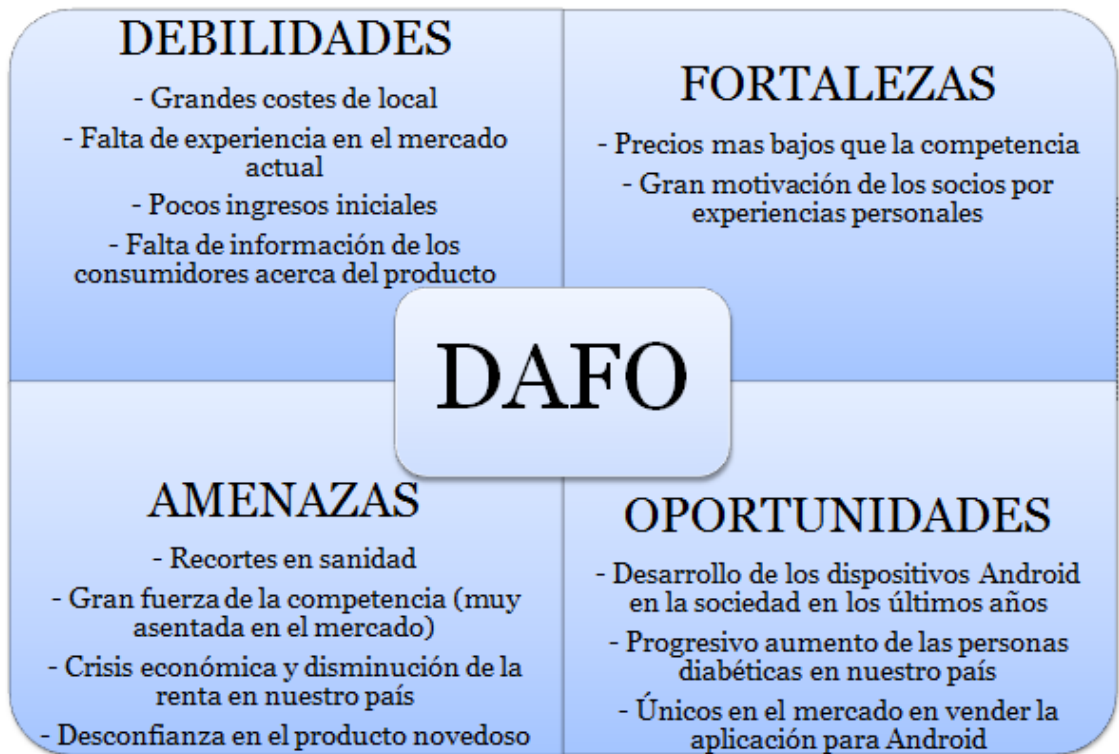 DEBILIDADES
- Grandes costes de local
- Falta de experiencia en el mercado
actual
- Pocos ingresos iniciales
- Falta de información de los
consumidores acerca del producto
FORTALEZAS
- Precios mas bajos que la competencia
- Gran motivación de los socios por
experiencias personales
DAFO
AMENAZAS
- Recortes en sanidad
- Gran fuerza de la competencia (muy
asentada en el mercado)
- Crisis económica y disminución de la
renta en nuestro país
- Desconfianza en el producto novedoso
OPORTUNIDADES
- Desarrollo de los dispositivos Android
en la sociedad en los últimos años
- Progresivo aumento de las personas
diabéticas en nuestro país
- Únicos en el mercado en vender la
aplicación para Android